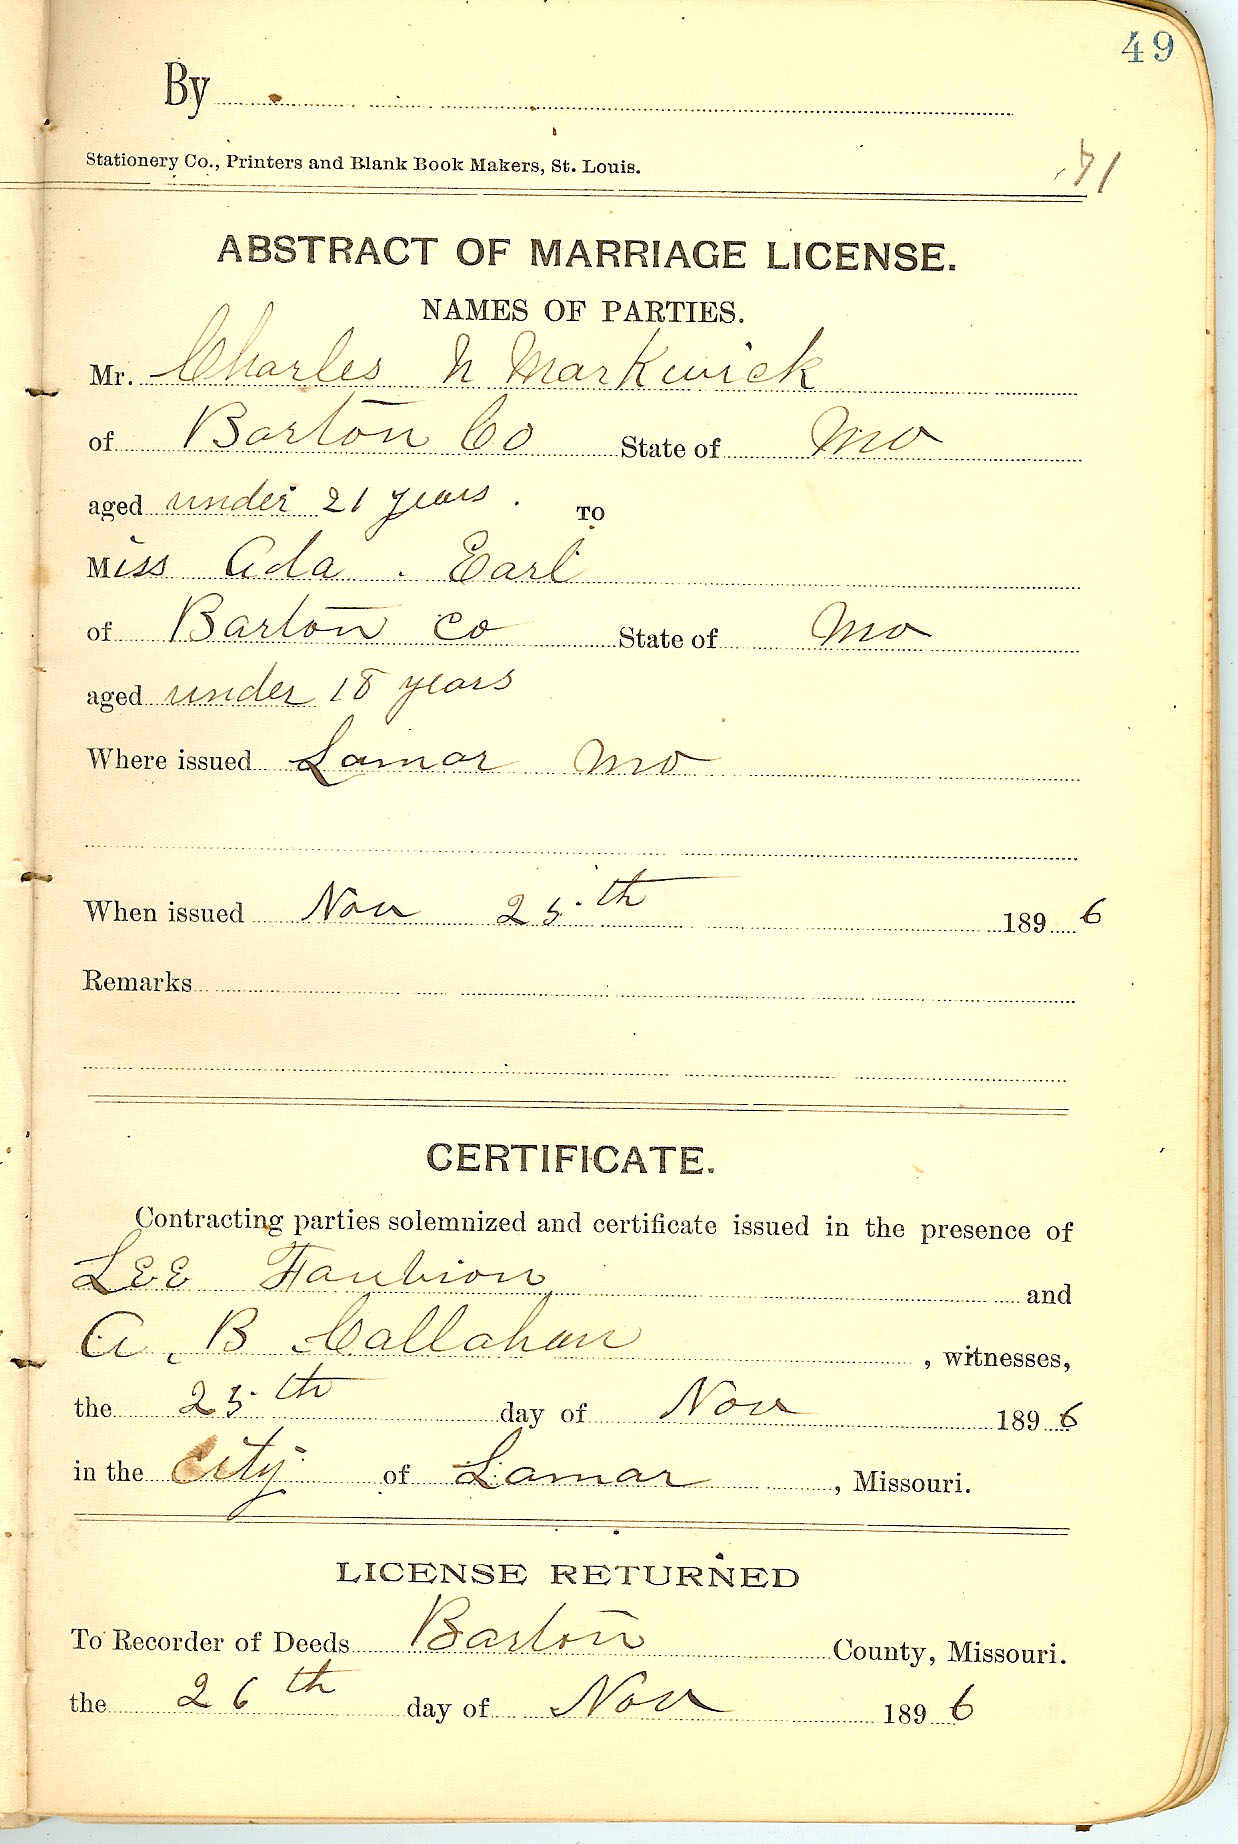 49
By
Stationery Co., Printers and Blank Book Makers, St. Louis.
ABSTRACT OF MARRIAGE LICENSE.
NAMES OF PARTIES.
Mr. Charles N Markwick
of Barton Co State of Mo
aged under 21 years. TO
Miss Ada. Earl
of Barton Co State of Mo
aged under 18 years
Where issued Lamar Mo
When issued Nov 25th 1896
Remarks
CERTIFICATE.
Contracting parties solemnized and certificate issued in the presence of
LEE Faubion and
A. B Callahan, witnesses,
the 25th day of Nov 1896
in the City of Lamar, Missouri.
LICENSE RETURNED
To Recorder of Deeds Barton County, Missouri.
the 26th day of Nov 1896